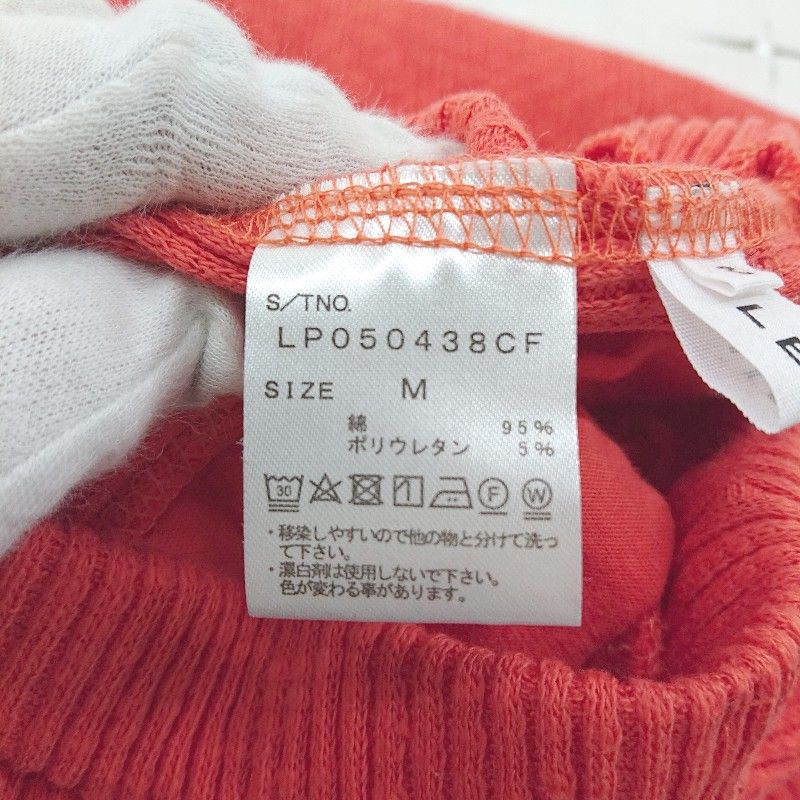 S/TNO.
LP050438CF
SIZE M
綿 95%
ポリウレタン 5%
30 F W
・移染しやすいので他の物と分けて洗っ
て下さい。
・漂白剤は使用しないで下さい。
色が変わる事があります。
L E